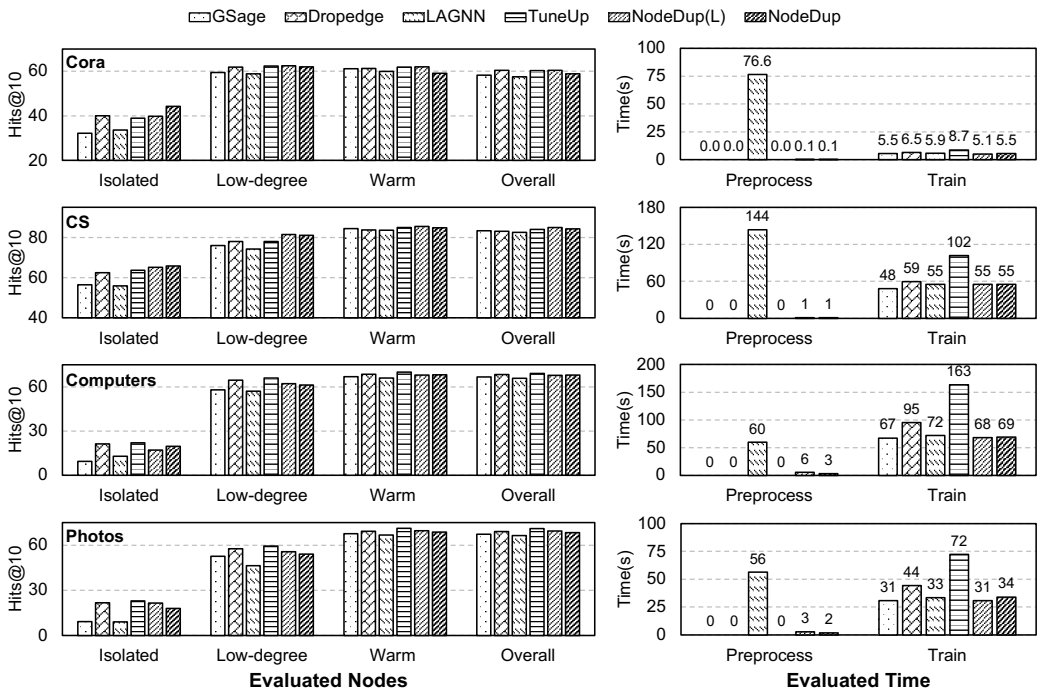 GSage Dropedge LAGNN TuneUp NodeDup(L) NodeDup
Cora
Hits@10
60
40
20
Isolated Low-degree Warm Overall
Time(s)
100
75
50
25
0
0.0 0.0 76.6 0.0 0.1 0.1
5.5 6.5 5.9 8.7 5.1 5.5
Preprocess Train
CS
Hits@10
80
60
40
Isolated Low-degree Warm Overall
Time(s)
180
120
60
0
0 0 144 0 1 1
48 59 55 102 55 55
Preprocess Train
Computers
Hits@10
60
30
0
Isolated Low-degree Warm Overall
Time(s)
200
150
100
50
0
0 0 60 0 6 3
67 95 72 163 68 69
Preprocess Train
Photos
Hits@10
60
30
0
Isolated Low-degree Warm Overall
Evaluated Nodes
Time(s)
100
75
50
25
0
0 0 56 0 3 2
31 44 33 72 31 34
Preprocess Train
Evaluated Time